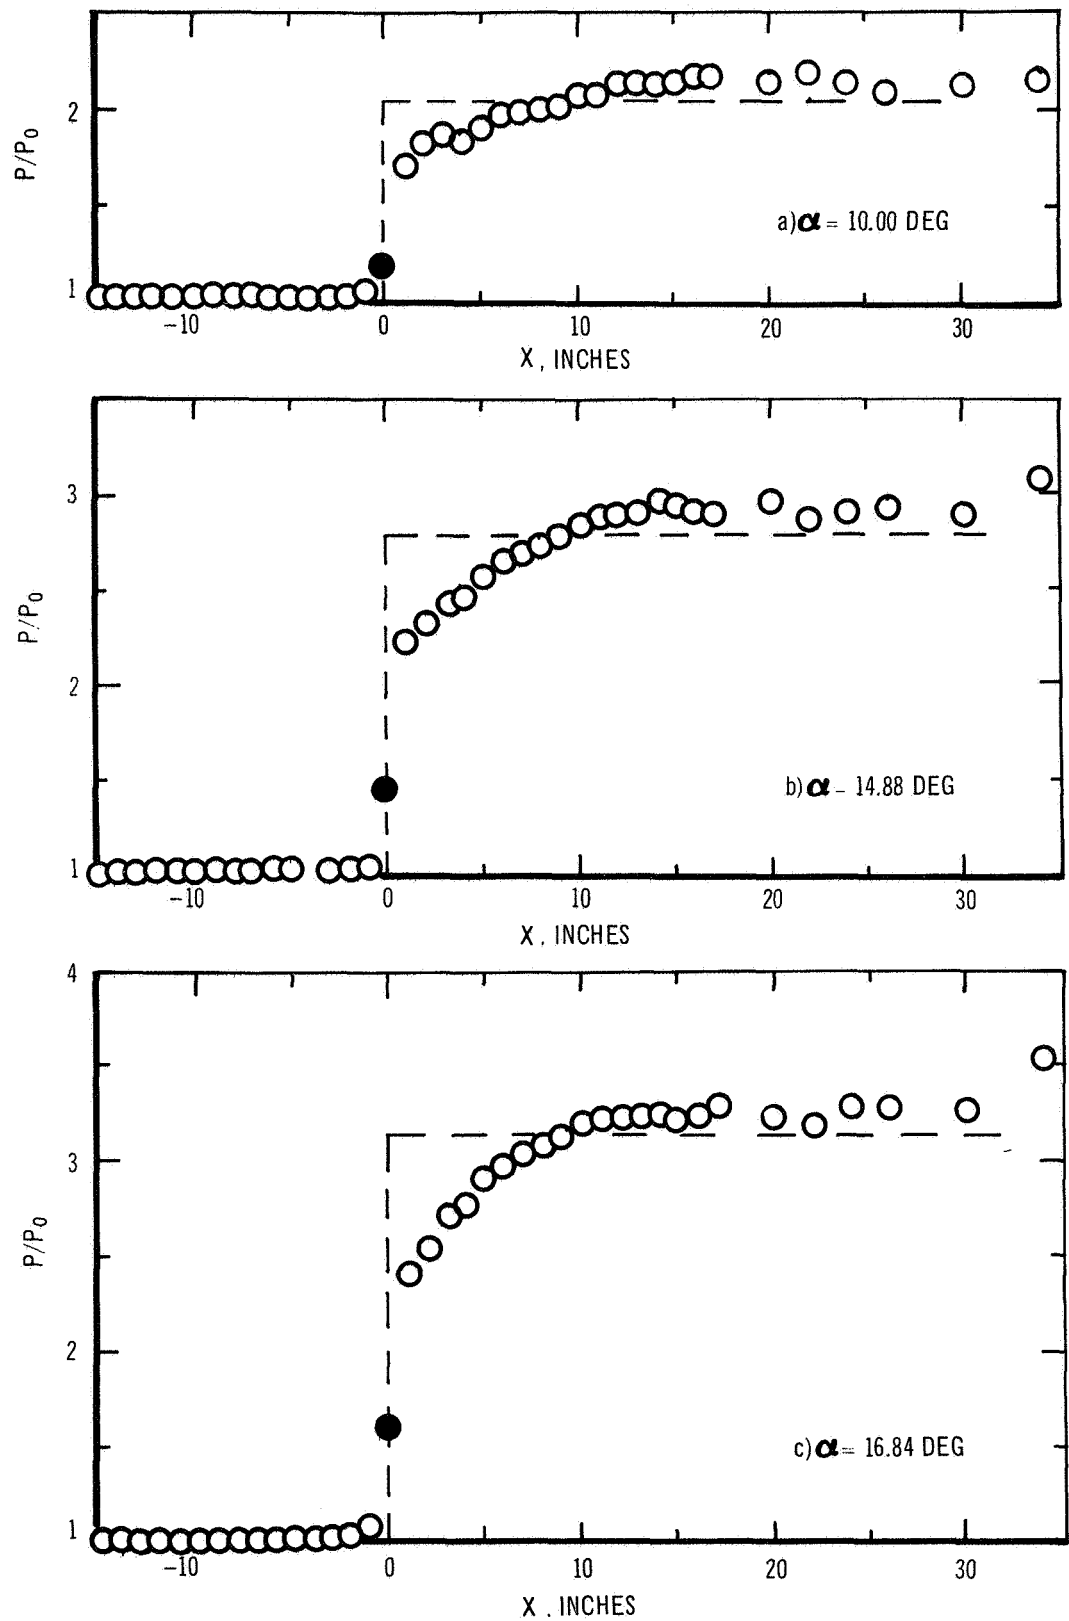 2
P/P0
a) α = 10.00 DEG
1
-10 0 10 20 30
X, INCHES
3
P/P0
2
b) α - 14.88 DEG
1
-10 0 10 20 30
X. INCHES
4
3
P/P0
2
c) α = 16.84 DEG
1
-10 0 10 20 30
X. INCHES